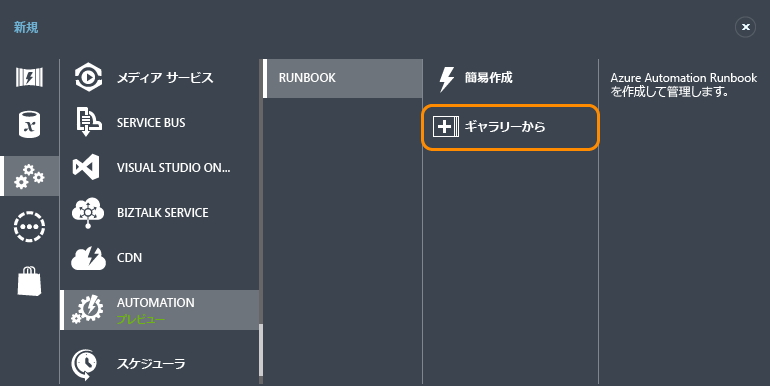 新規
メディア サービス
SERVICE BUS
VISUAL STUDIO ON...
BIZTALK SERVICE
CDN
AUTOMATION
プレビュー
スケジューラ
RUNBOOK
簡易作成
ギャラリーから
Azure Automation Runbook
を作成して管理します。